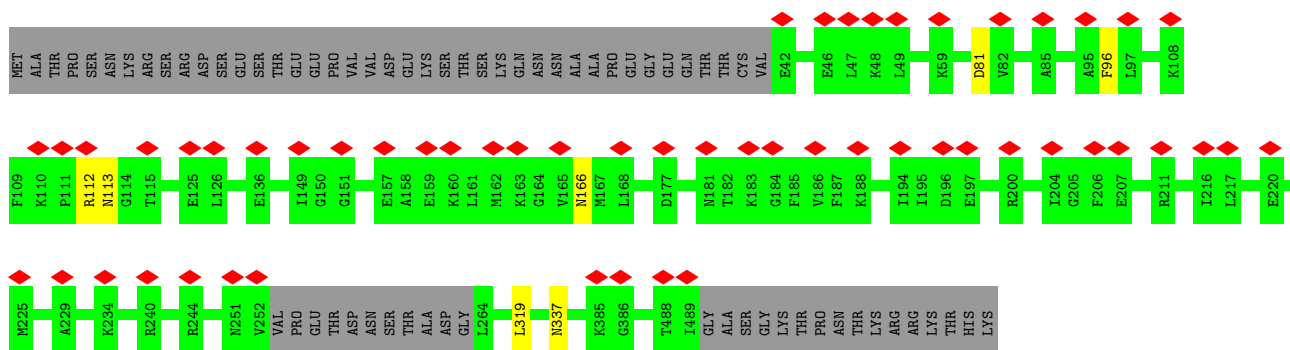 MET ALA THR PRO SER ASN LYS ARG SER ARG ASP SER GLU SER THR GLU GLU PRO VAL VAL ASP GLU LYS SER THR SER LYS GLN ASN ASN ALA ALA PRO GLU GLY GLU GLN THR THR CYS VAL E42 E46 L47 K48 L49 K59 D81 V82 A85 A95 F96 L97 K108
F109 K110 P111 R112 N113 G114 T115 E125 L126 E136 I149 G150 G151 E157 A158 E159 K160 L161 M162 K163 G164 V165 N166 M167 L168 D177 N181 T182 K183 G184 F185 V186 F187 K188 I194 I195 D196 E197 R200 I204 G205 F206 E207 R211 I216 L217 E220
M225 A229 K234 R240 R244 N251 V252 VAL PRO GLU THR ASP ASN SER THR ALA ASP GLY L264 L319 N337 K385 G386 T488 I489 GLY ALA SER GLY LYS THR PRO ASN THR LYS ARG ARG LYS THR HIS LYS